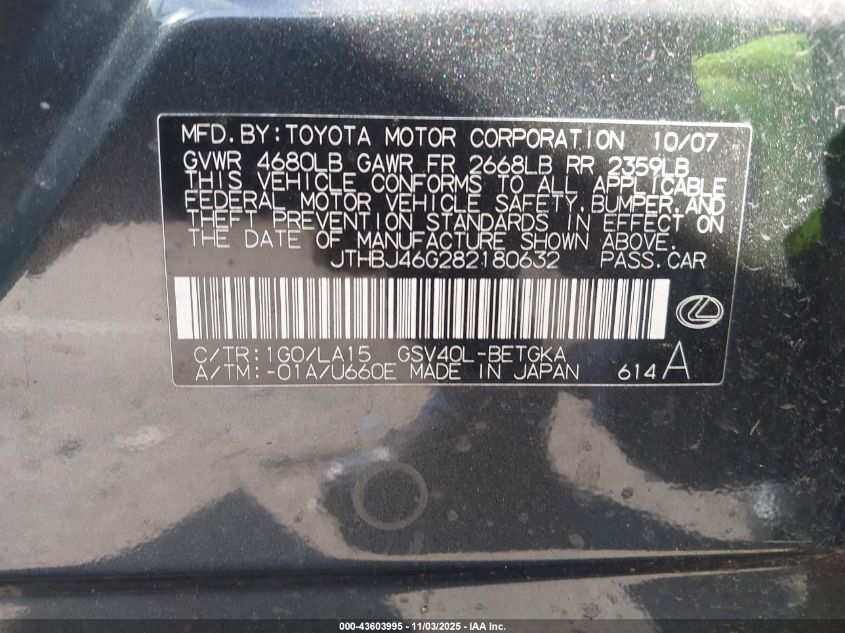 MFD. BY: TOYOTA MOTOR CORPORATION 10/07
GVWR 4680LB GAWR FR 2668LB RR 2359LB
THIS VEHICLE CONFORMS TO ALL APPLICABLE
FEDERAL MOTOR VEHICLE SAFETY, BUMPER, AND
THEFT PREVENTION STANDARDS IN EFFECT ON
THE DATE OF MANUFACTURE SHOWN ABOVE.
JTHBJ46G282180632 PASS. CAR
C/TR: 1G0/LA15 GSV40L-BETGKA
A/TM: -01A/U660E MADE IN JAPAN 614 A
000-43603995 - 11/03/2025 - IAA Inc.